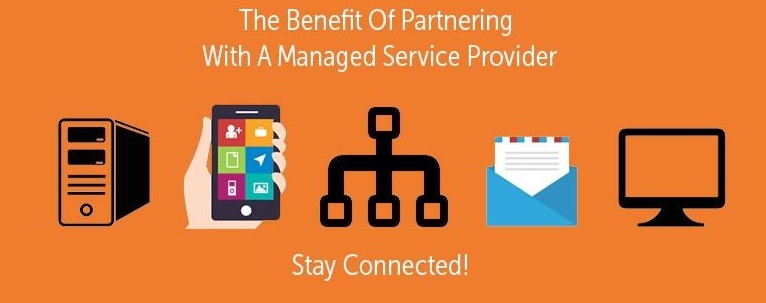 The Benefit Of Partnering
With A Managed Service Provider
Stay Connected!